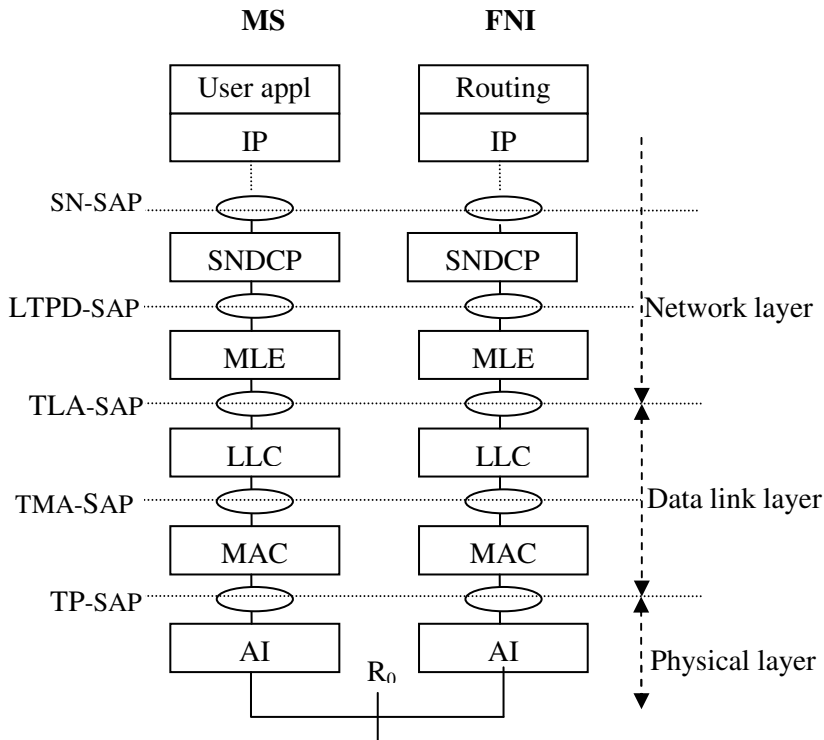 MS FNI
User appl Routing
IP IP
SN-SAP
SNDCP SNDCP
LTPD-SAP
Network layer
MLE MLE
TLA-SAP
LLC LLC
TMA-SAP
Data link layer
MAC MAC
TP-SAP
AI AI
Physical layer
R₀